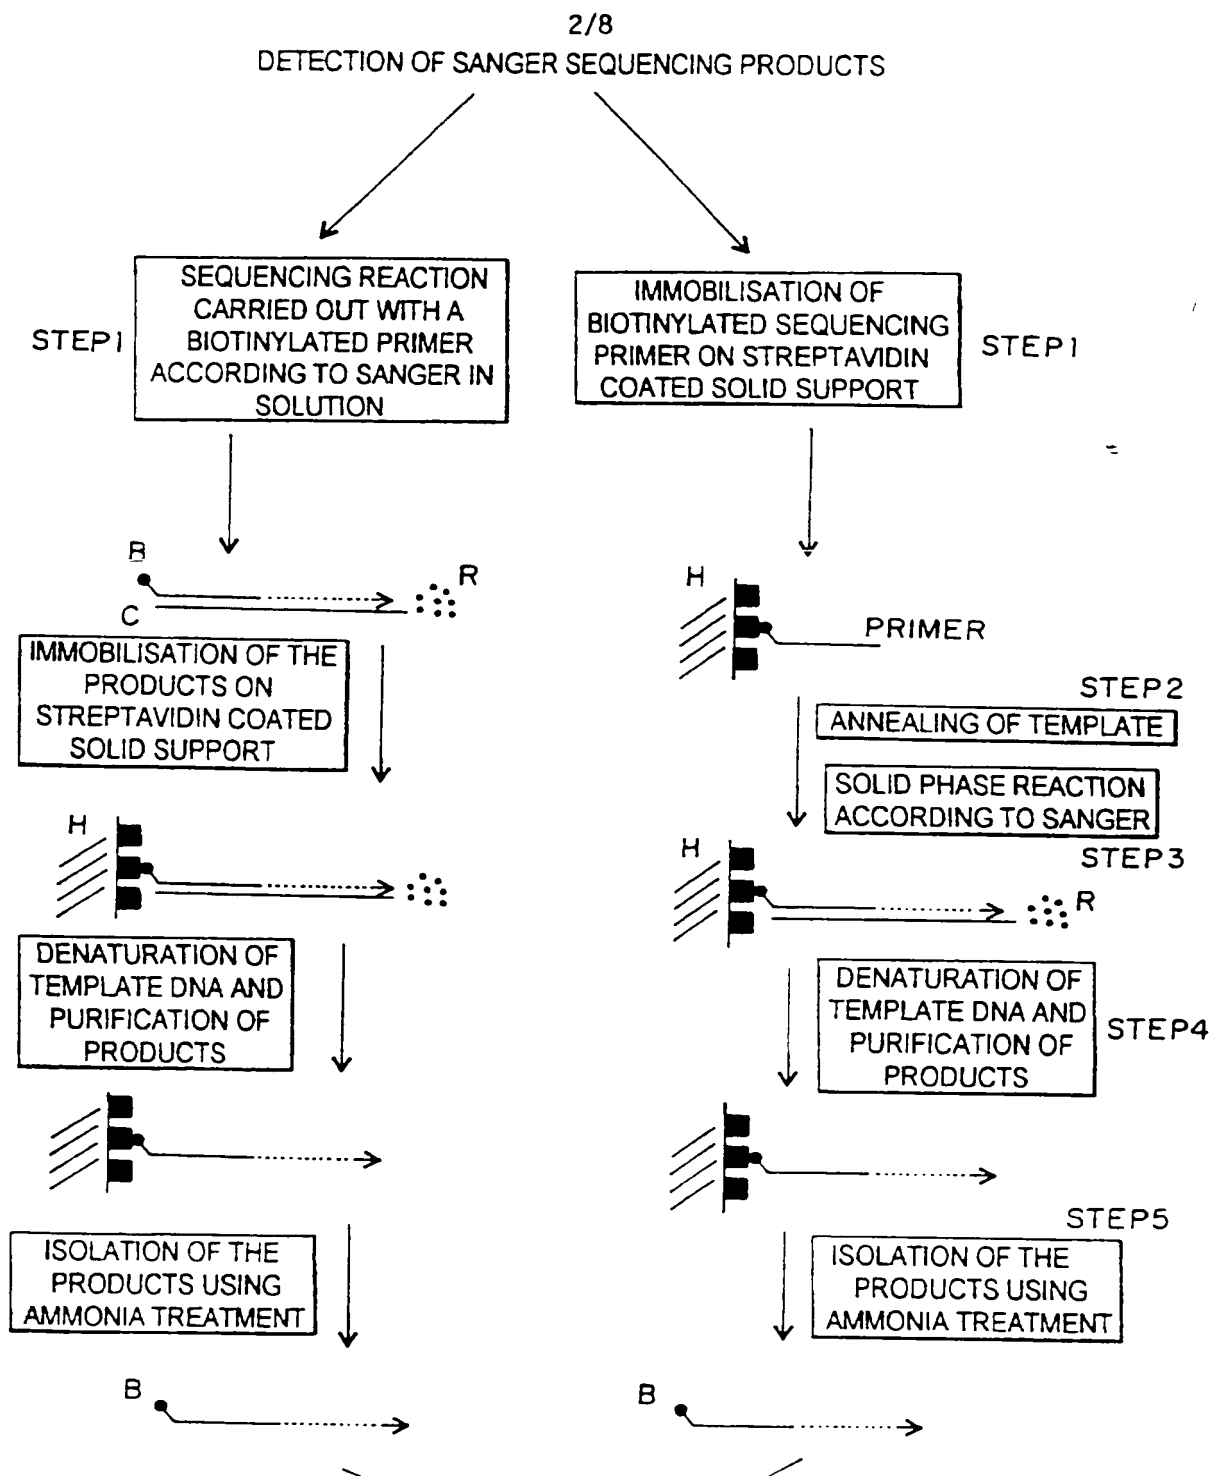 2/8
DETECTION OF SANGER SEQUENCING PRODUCTS
STEP1
SEQUENCING REACTION
CARRIED OUT WITH A
BIOTINYLATED PRIMER
ACCORDING TO SANGER IN
SOLUTION
IMMOBILISATION OF
BIOTINYLATED SEQUENCING
PRIMER ON STREPTAVIDIN
COATED SOLID SUPPORT
STEP1
B
R
C
IMMOBILISATION OF THE
PRODUCTS ON
STREPTAVIDIN COATED
SOLID SUPPORT
H
PRIMER
STEP2
ANNEALING OF TEMPLATE
SOLID PHASE REACTION
ACCORDING TO SANGER
STEP3
H
H
R
DENATURATION OF
TEMPLATE DNA AND
PURIFICATION OF
PRODUCTS
DENATURATION OF
TEMPLATE DNA AND
PURIFICATION OF
PRODUCTS
STEP4
STEP5
ISOLATION OF THE
PRODUCTS USING
AMMONIA TREATMENT
ISOLATION OF THE
PRODUCTS USING
AMMONIA TREATMENT
B
B